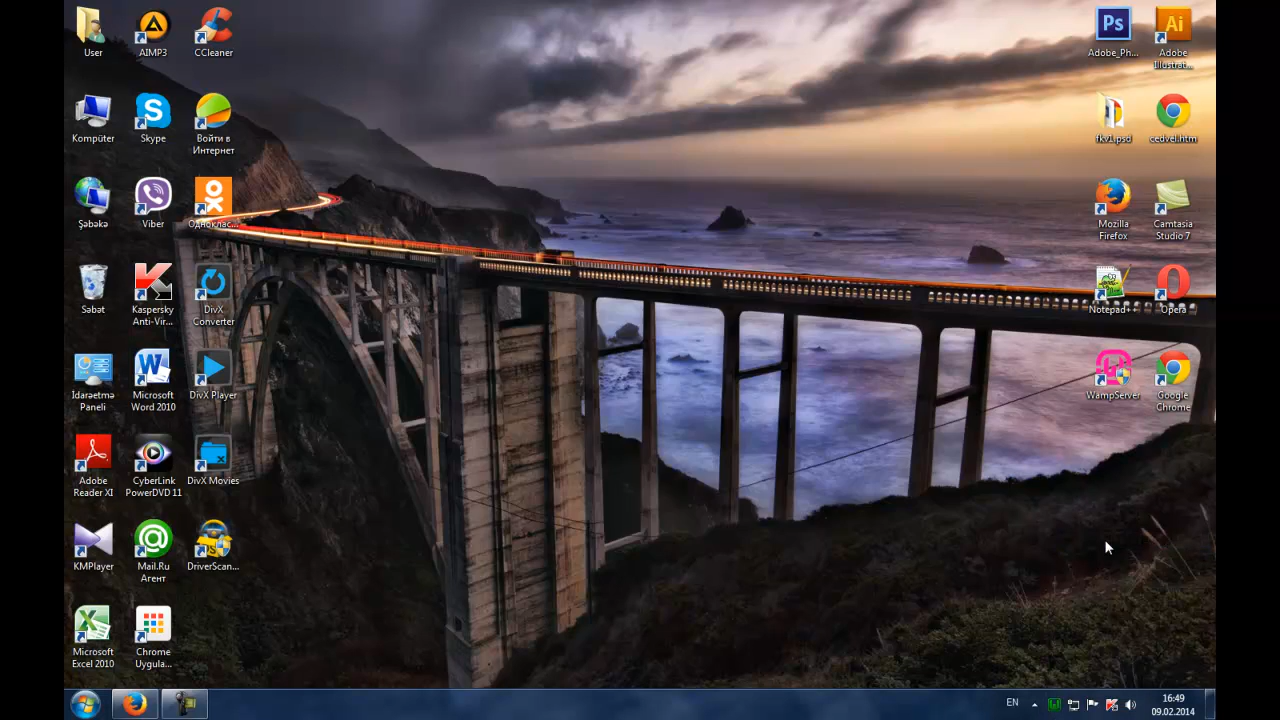 User
AIMP3
CCleaner
Ps
Adobe_Ph...
Ai
Adobe
Illustrat...
Kompüter
Skype
Войти в
Интернет
fkv1.psd
cedvel.htm
Şəbəkə
Viber
Одноклас...
Mozilla
Firefox
Camtasia
Studio 7
Səbət
Kaspersky
Anti-Vir...
DivX
Converter
Notepad++
Opera
İdarəetmə
Paneli
Microsoft
Word 2010
DivX Player
WampServer
Google
Chrome
Adobe
Reader XI
CyberLink
PowerDVD 11
DivX Movies
KMPlayer
Mail.Ru
Агент
DriverScan...
Microsoft
Excel 2010
Chrome
Uygula...
EN
16:49
09.02.2014